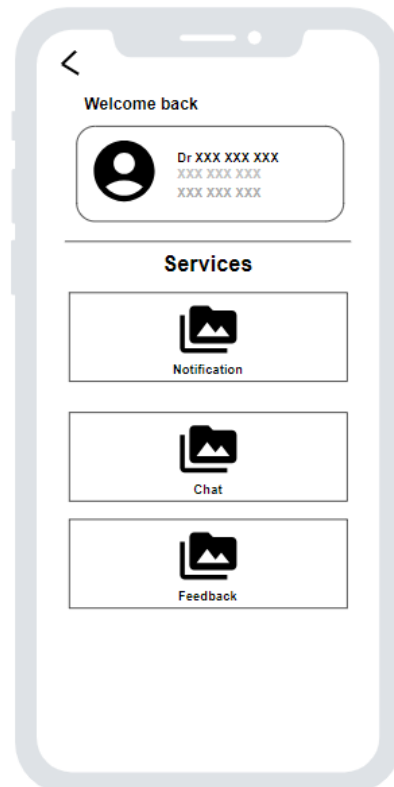 Welcome back
Dr XXX XXX XXX
XXX XXX XXX
XXX XXX XXX
Services
Notification
Chat
Feedback